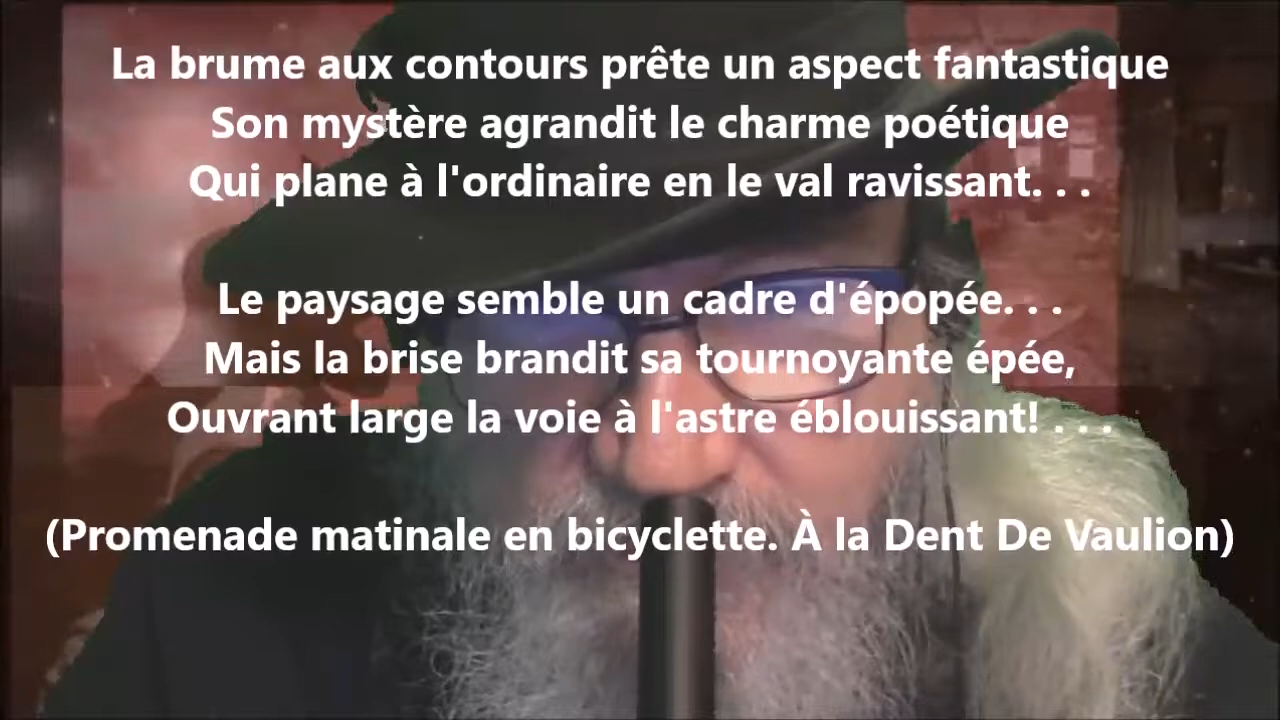 La brume aux contours prête un aspect fantastique
Son mystère agrandit le charme poétique
Qui plane à l'ordinaire en le val ravissant. . .
Le paysage semble un cadre d'épopée. . .
Mais la brise brandit sa tournoyante épée,
Ouvrant large la voie à l'astre éblouissant! . . .
(Promenade matinale en bicyclette. À la Dent De Vaulion)